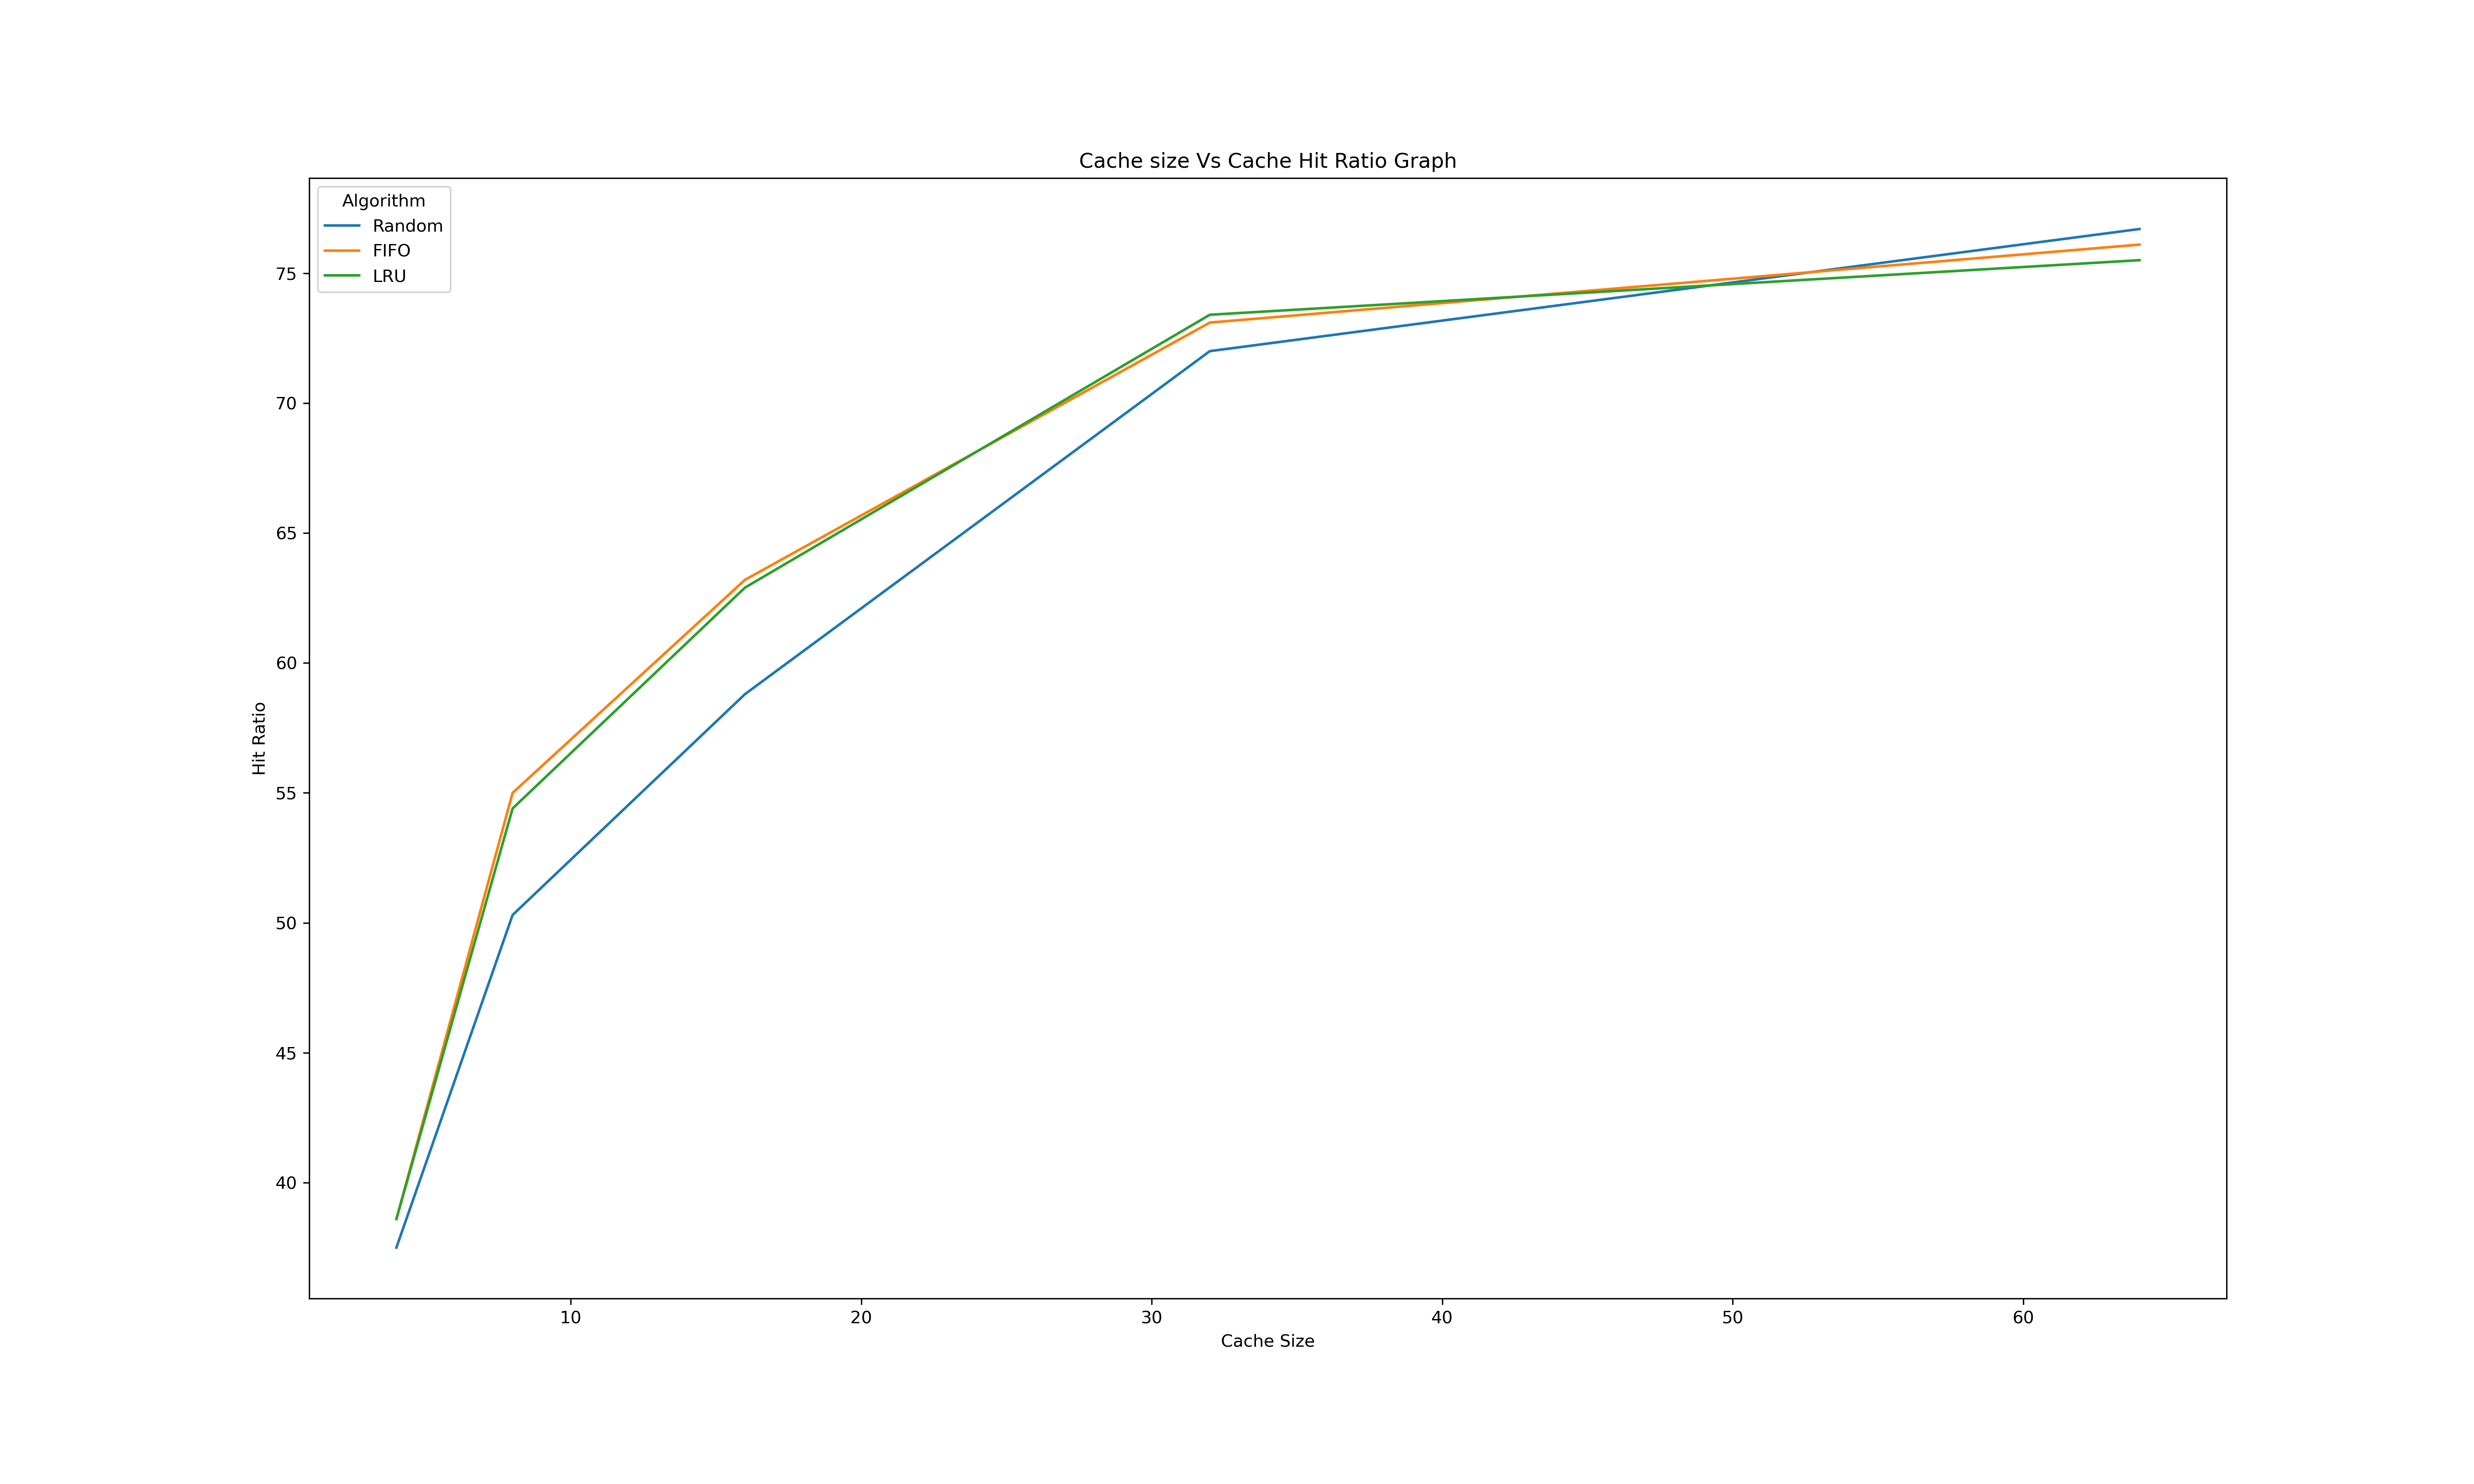 Cache size Vs Cache Hit Ratio Graph
Algorithm
Random
FIFO
LRU
75
70
65
60
55
50
45
40
Hit Ratio
10 20 30 40 50 60
Cache Size